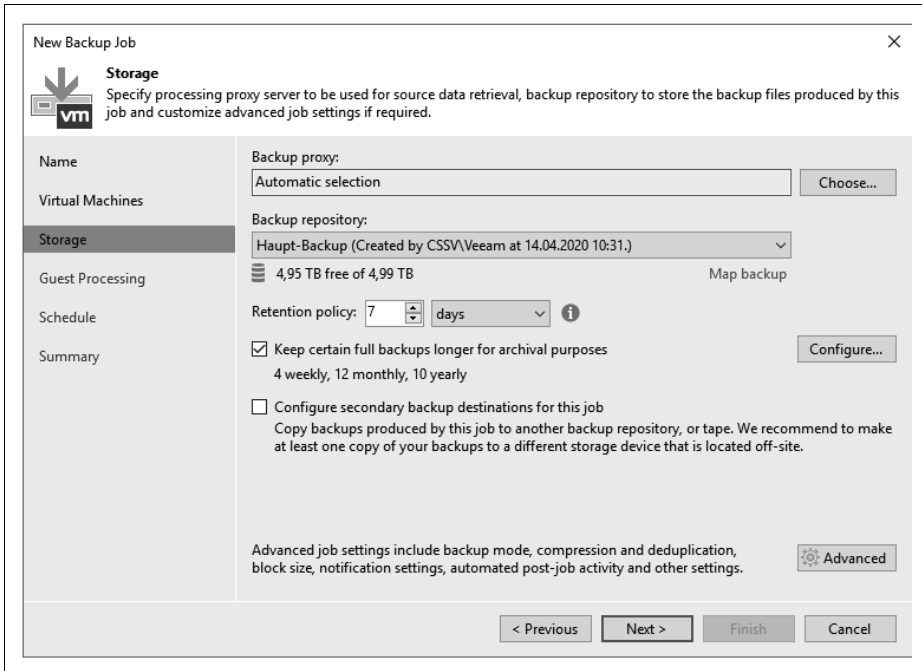 New Backup Job
Storage
Specify processing proxy server to be used for source data retrieval, backup repository to store the backup files produced by this
job and customize advanced job settings if required.
vm
Name
Virtual Machines
Storage
Guest Processing
Schedule
Summary
Backup proxy:
Automatic selection
Choose...
Backup repository:
Haupt-Backup (Created by CSSV\Veeam at 14.04.2020 10:31.)
4,95 TB free of 4,99 TB
Map backup
Retention policy: 7 days
Keep certain full backups longer for archival purposes
Configure...
4 weekly, 12 monthly, 10 yearly
Configure secondary backup destinations for this job
Copy backups produced by this job to another backup repository, or tape. We recommend to make
at least one copy of your backups to a different storage device that is located off-site.
Advanced job settings include backup mode, compression and deduplication,
block size, notification settings, automated post-job activity and other settings.
Advanced
< Previous
Next >
Finish
Cancel